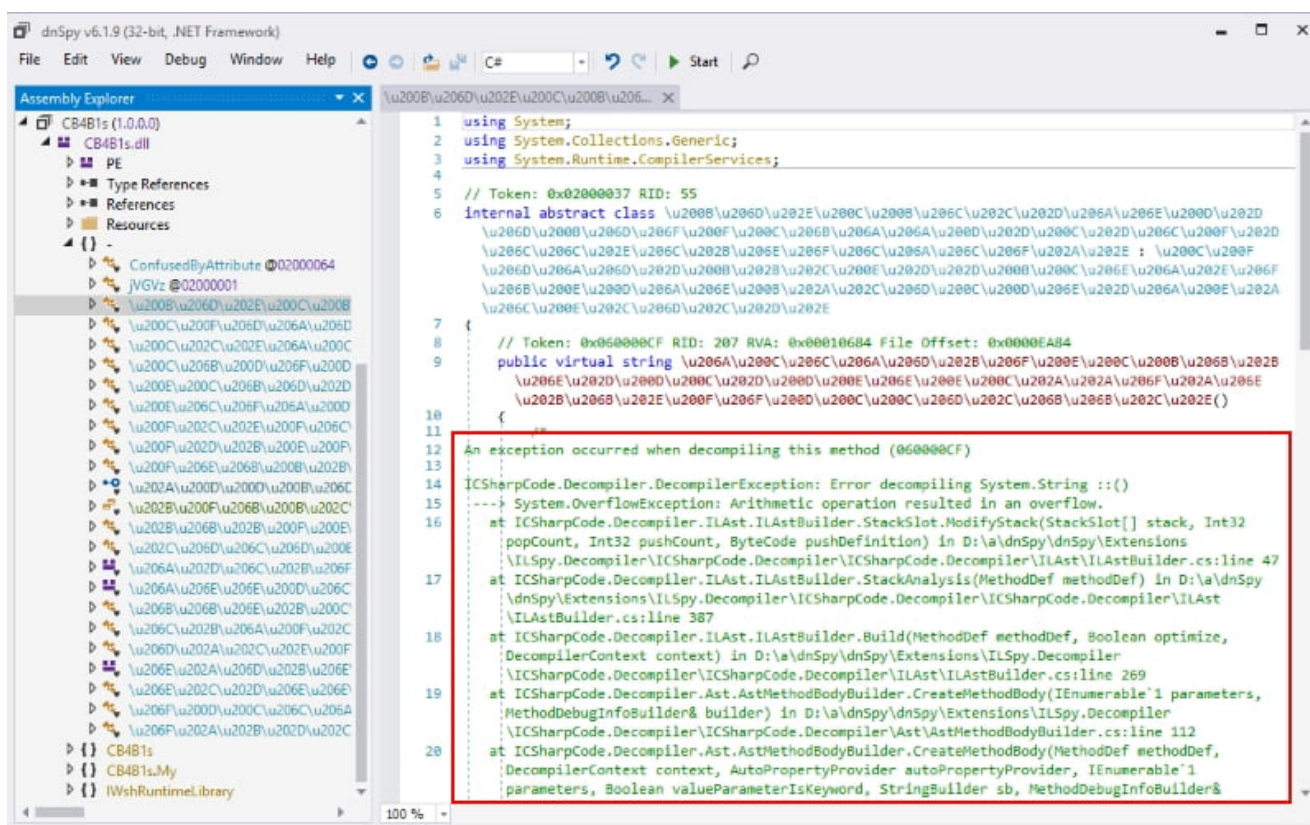 dnSpy v6.1.9 (32-bit, .NET Framework)
File Edit View Debug Window Help C# Start
Assembly Explorer
\u200B\u206D\u202E\u200C\u200B\u206...
CB4B1s (1.0.0.0)
CB4B1s.dll
PE
Type References
References
Resources
{ } -
ConfusedByAttribute @02000064
jVGVz @02000001
\u200B\u206D\u202E\u200C\u200B
\u200C\u200F\u206D\u206A\u206D
\u200C\u202C\u202E\u206A\u200C
\u200C\u206B\u200D\u206F\u200D
\u200E\u200C\u206B\u206D\u202D
\u200E\u206C\u206F\u206A\u200D
\u200F\u202C\u202E\u200F\u206C
\u200F\u202D\u202B\u200E\u200F
\u200F\u206E\u206B\u200B\u202B
\u202A\u200D\u200D\u200B\u206D
\u202B\u200F\u206B\u200B\u202C
\u202B\u206B\u202B\u200F\u200E
\u202C\u206D\u206C\u206D\u200E
\u206A\u202D\u206C\u202B\u206F
\u206A\u206E\u206E\u200D\u206C
\u206B\u206B\u206E\u202B\u200C
\u206C\u202B\u206A\u200F\u202C
\u206D\u202A\u202C\u202E\u200F
\u206E\u202A\u206D\u202B\u206E
\u206E\u202C\u202D\u206E\u206E
\u206F\u200D\u200C\u206C\u206A
\u206F\u202A\u202B\u202D\u202C
{ } CB4B1s
{ } CB4B1s.My
{ } IWshRuntimeLibrary
1 using System;
2 using System.Collections.Generic;
3 using System.Runtime.CompilerServices;
4
5 // Token: 0x02000037 RID: 55
6 internal abstract class \u200B\u206D\u202E\u200C\u200B\u206C\u202C\u202D\u206A\u206E\u200D\u202D
\u206D\u200B\u206D\u206F\u200F\u200C\u206B\u206A\u206A\u200D\u202D\u200C\u202D\u206C\u200F\u202D
\u206C\u206C\u202E\u206C\u202B\u206E\u206F\u206C\u206A\u206C\u206F\u202A\u202E : \u200C\u200F
\u206D\u206A\u206D\u202D\u200B\u202B\u202C\u200E\u202D\u202D\u200B\u200C\u206E\u206A\u202E\u206F
\u206B\u200E\u200D\u206A\u206E\u200B\u202A\u202C\u206D\u200C\u200D\u206E\u202D\u206A\u200E\u202A
\u206C\u200E\u202C\u206D\u202C\u202D\u202E
7 {
8 // Token: 0x060000CF RID: 207 RVA: 0x00010684 File Offset: 0x0000EA84
9 public virtual string \u206A\u200C\u206C\u206A\u206D\u202B\u206F\u200E\u200C\u200B\u206B\u202B
\u206E\u202D\u200D\u200C\u202D\u200D\u200E\u206E\u200E\u200C\u202A\u202A\u206F\u202A\u206E
\u202B\u206B\u202E\u200F\u206F\u200D\u200C\u200C\u206D\u202C\u206B\u206B\u202C\u202E()
10 {
11 /*
12 An exception occurred when decompiling this method (060000CF)
13
14 ICSharpCode.Decompiler.DecompilerException: Error decompiling System.String ::()
15 ---> System.OverflowException: Arithmetic operation resulted in an overflow.
16 at ICSharpCode.Decompiler.ILAst.ILAstBuilder.StackSlot.ModifyStack(StackSlot[] stack, Int32
popCount, Int32 pushCount, ByteCode pushDefinition) in D:\a\dnSpy\dnSpy\Extensions
\ILSpy.Decompiler\ICSharpCode.Decompiler\ICSharpCode.Decompiler\ILAst\ILAstBuilder.cs:line 47
17 at ICSharpCode.Decompiler.ILAst.ILAstBuilder.StackAnalysis(MethodDef methodDef) in D:\a\dnSpy
\dnSpy\Extensions\ILSpy.Decompiler\ICSharpCode.Decompiler\ICSharpCode.Decompiler\ILAst
\ILAstBuilder.cs:line 387
18 at ICSharpCode.Decompiler.ILAst.ILAstBuilder.Build(MethodDef methodDef, Boolean optimize,
DecompilerContext context) in D:\a\dnSpy\dnSpy\Extensions\ILSpy.Decompiler
\ICSharpCode.Decompiler\ICSharpCode.Decompiler\ILAst\ILAstBuilder.cs:line 269
19 at ICSharpCode.Decompiler.Ast.AstMethodBodyBuilder.CreateMethodBody(IEnumerable`1 parameters,
MethodDebugInfoBuilder& builder) in D:\a\dnSpy\dnSpy\Extensions\ILSpy.Decompiler
\ICSharpCode.Decompiler\ICSharpCode.Decompiler\Ast\AstMethodBodyBuilder.cs:line 112
20 at ICSharpCode.Decompiler.Ast.AstMethodBodyBuilder.CreateMethodBody(MethodDef methodDef,
DecompilerContext context, AutoPropertyProvider autoPropertyProvider, IEnumerable`1
parameters, Boolean valueParameterIsKeyword, StringBuilder sb, MethodDebugInfoBuilder&
100 %